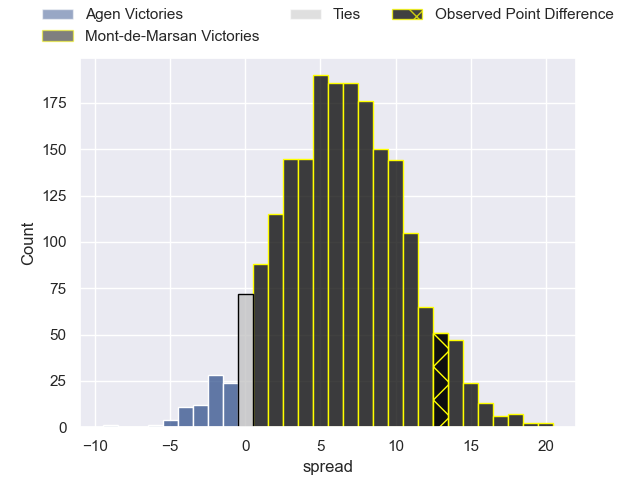 Agen Victories
Mont-de-Marsan Victories
Ties
Observed Point Difference
175
150
125
100
75
50
25
0
Count
−10
−5
0
5
10
15
20
spread